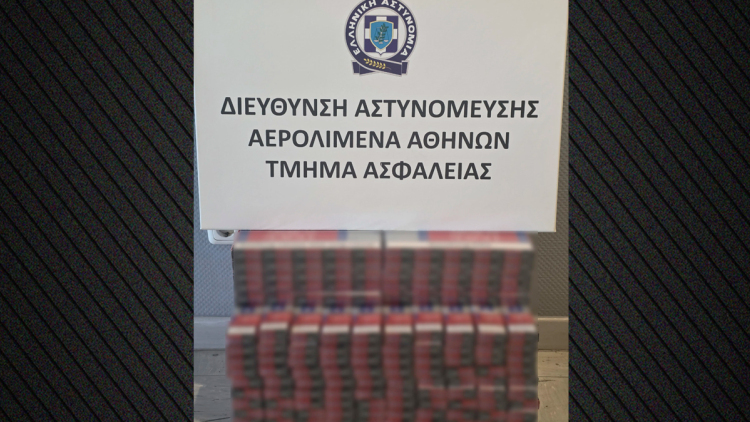 ΕΛΛΗΝΙΚΗ ΑΣΤΥΝΟΜΙΑ
ΔΙΕΥΘΥΝΣΗ ΑΣΤΥΝΟΜΕΥΣΗΣ
ΑΕΡΟΛΙΜΕΝΑ ΑΘΗΝΩΝ
ΤΜΗΜΑ ΑΣΦΑΛΕΙΑΣ